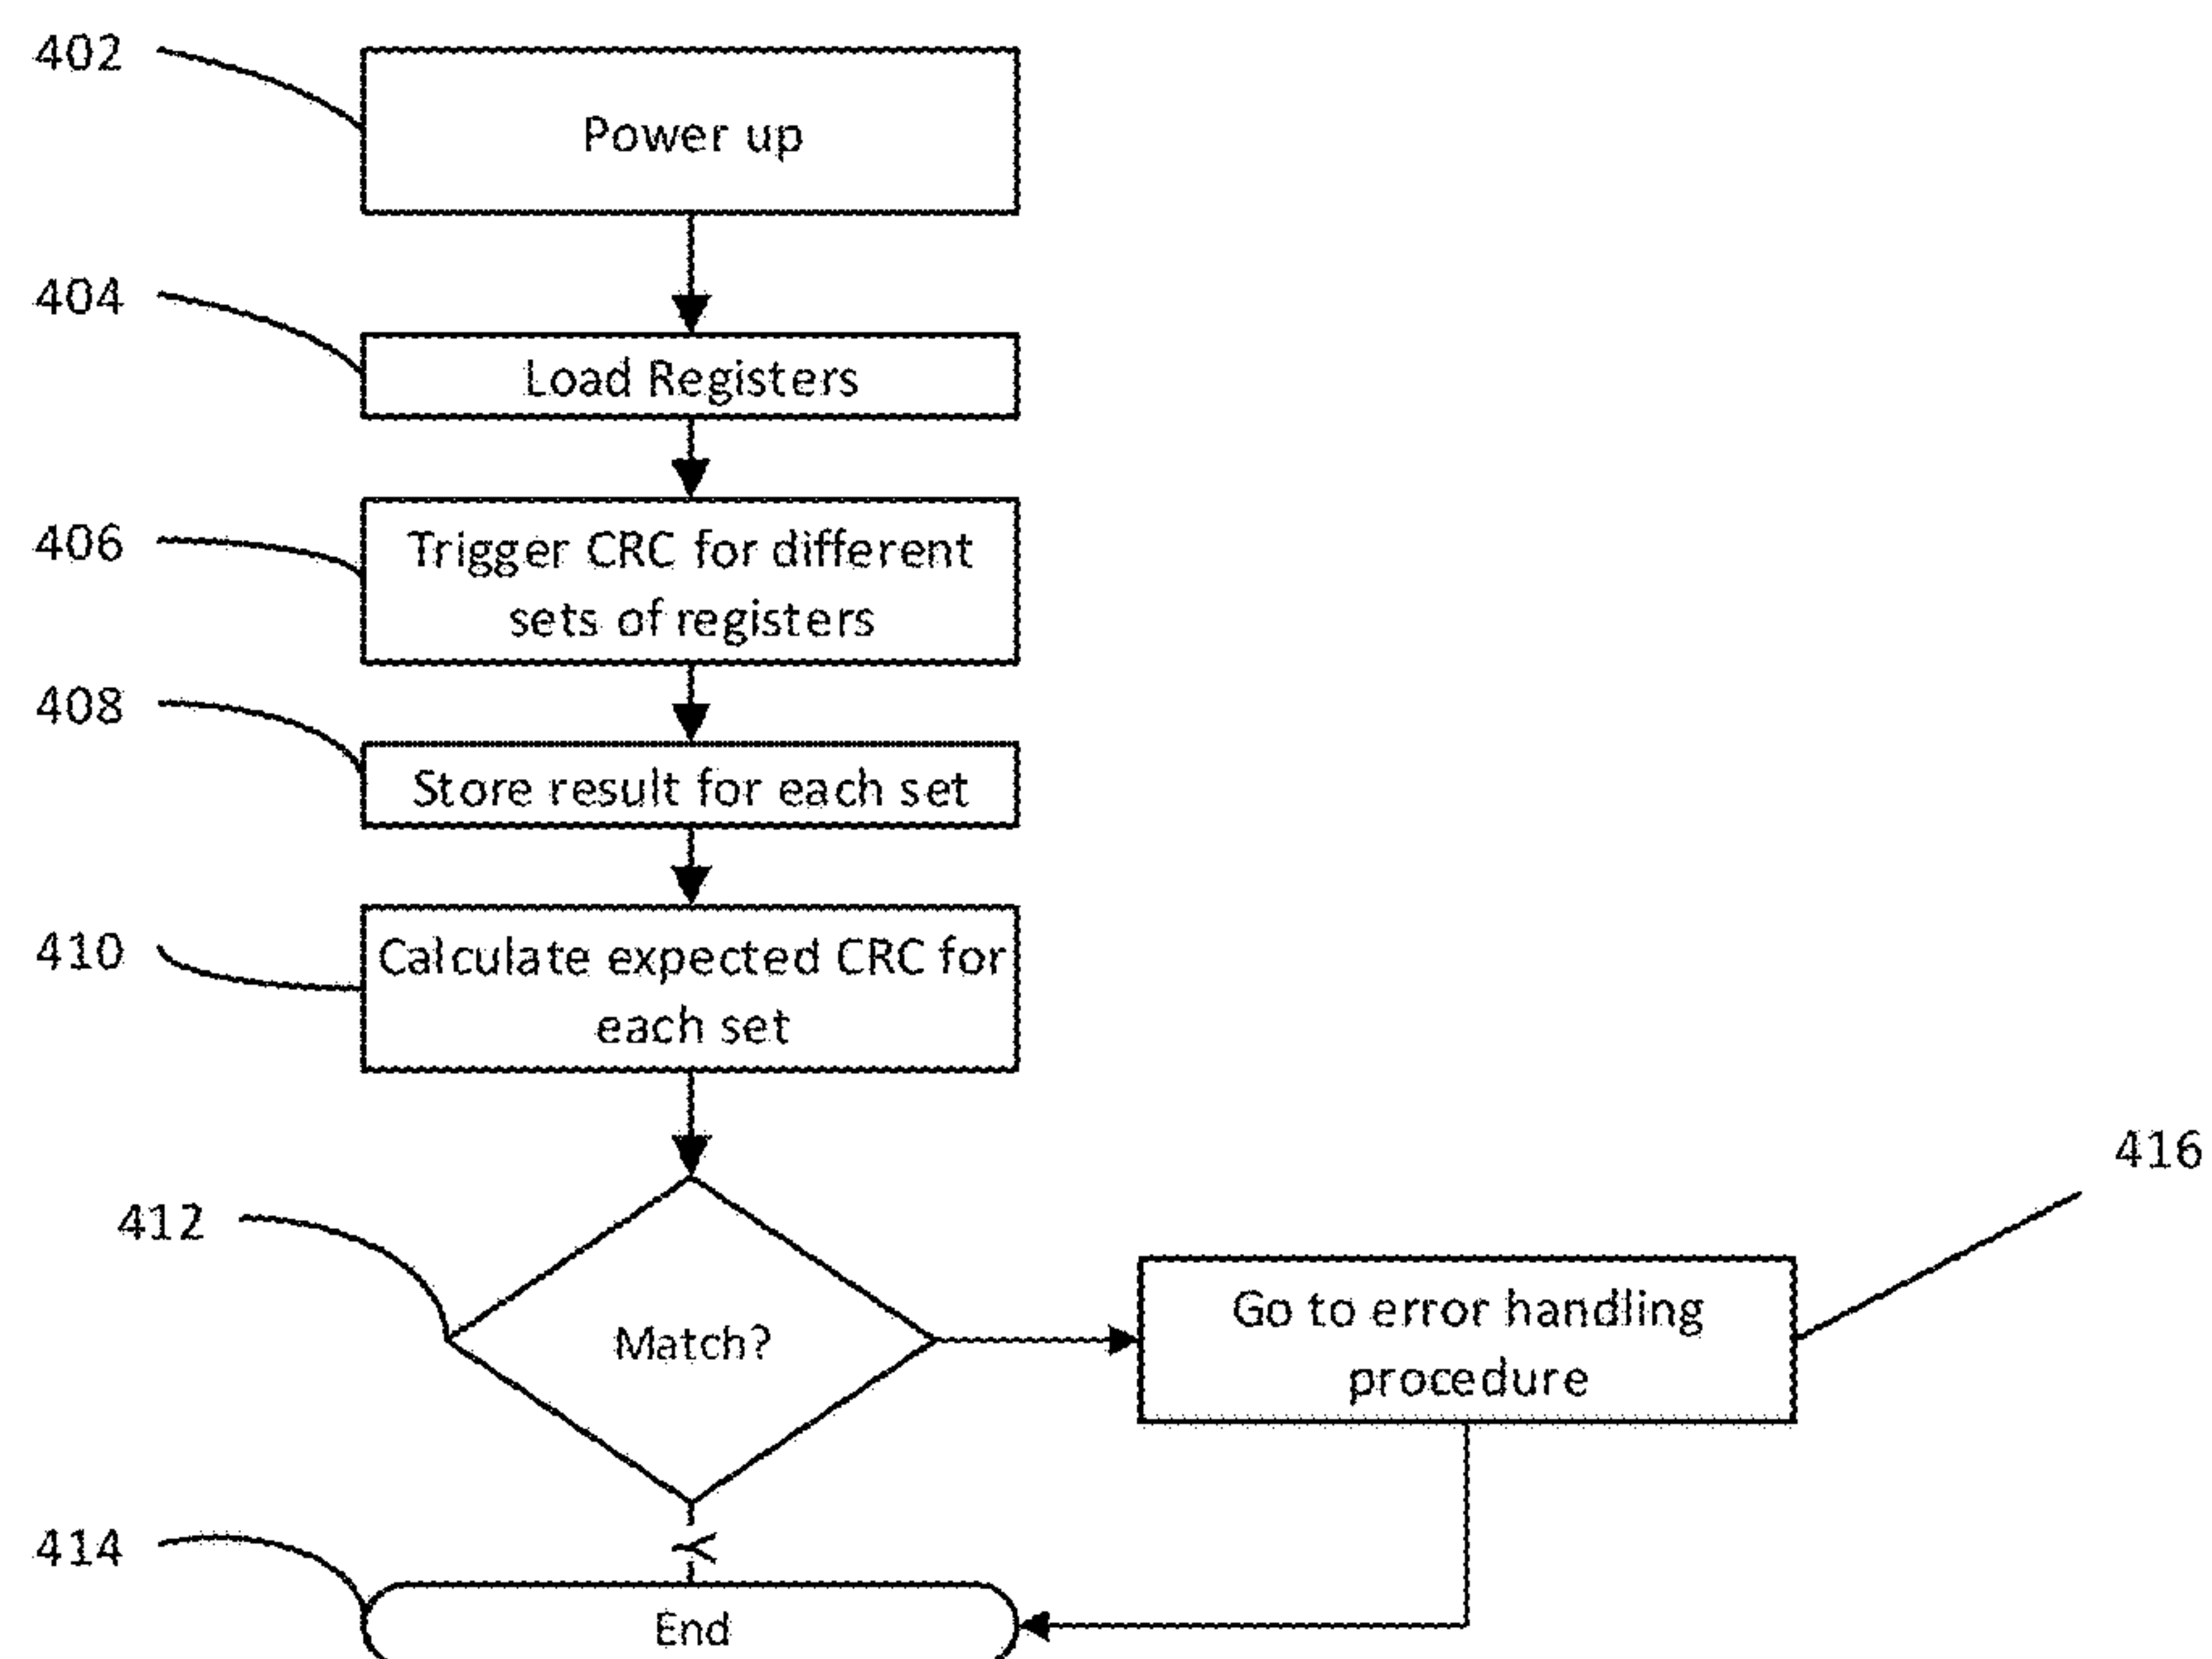 402
Power up
404
Load Registers
406
Trigger CRC for different
sets of registers
408
Store result for each set
410
Calculate expected CRC for
each set
416
412
Match?
Go to error handling
procedure
Y
414
End